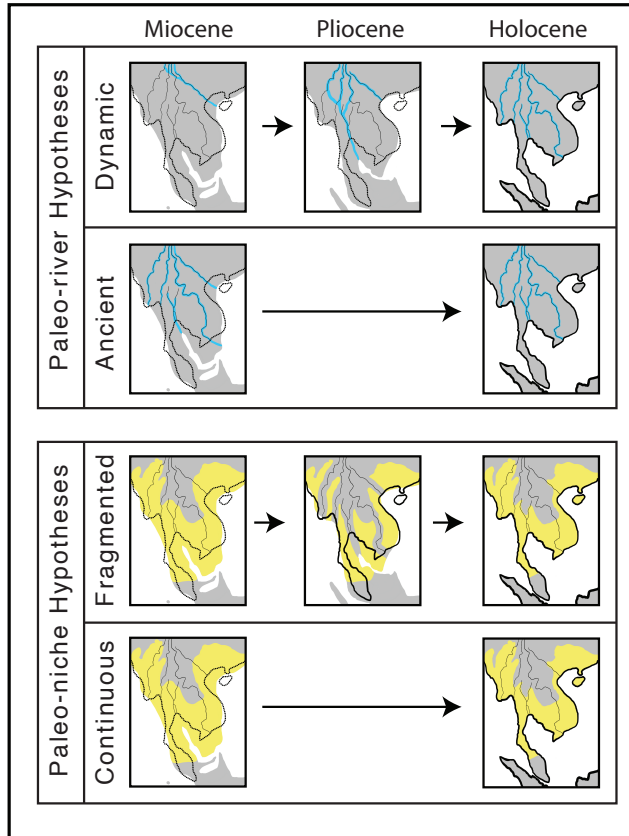 Miocene Pliocene Holocene
Paleo-river Hypotheses
Dynamic
Ancient
Paleo-niche Hypotheses
Fragmented
Continuous